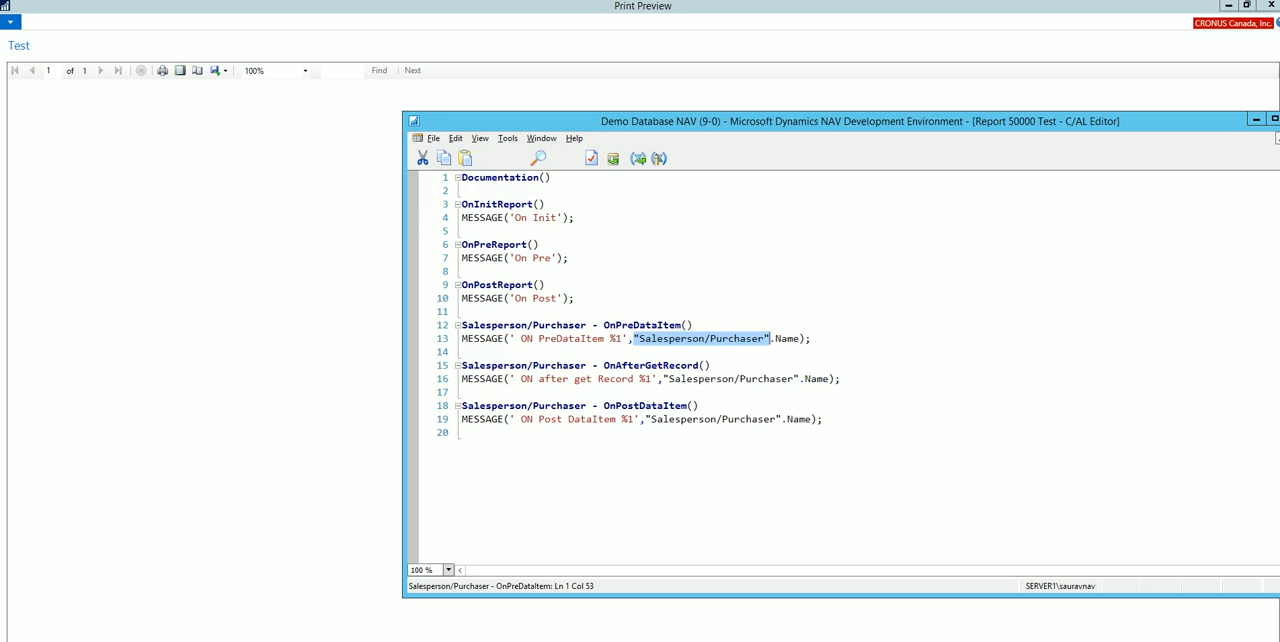 Print Preview
CRONUS Canada, Inc.
Test
1 of 1 100% Find Next
Demo Database NAV (9-0) - Microsoft Dynamics NAV Development Environment - [Report 50000 Test - C/AL Editor]
File Edit View Tools Window Help
1 Documentation()
2
3 OnInitReport()
4 MESSAGE('On Init');
5
6 OnPreReport()
7 MESSAGE('On Pre');
8
9 OnPostReport()
10 MESSAGE('On Post');
11
12 Salesperson/Purchaser - OnPreDataItem()
13 MESSAGE(' ON PreDataItem %1',"Salesperson/Purchaser".Name);
14
15 Salesperson/Purchaser - OnAfterGetRecord()
16 MESSAGE(' ON after get Record %1',"Salesperson/Purchaser".Name);
17
18 Salesperson/Purchaser - OnPostDataItem()
19 MESSAGE(' ON Post DataItem %1',"Salesperson/Purchaser".Name);
20
100 %
Salesperson/Purchaser - OnPreDataItem: Ln 1 Col 53 SERVER1\sauravnav